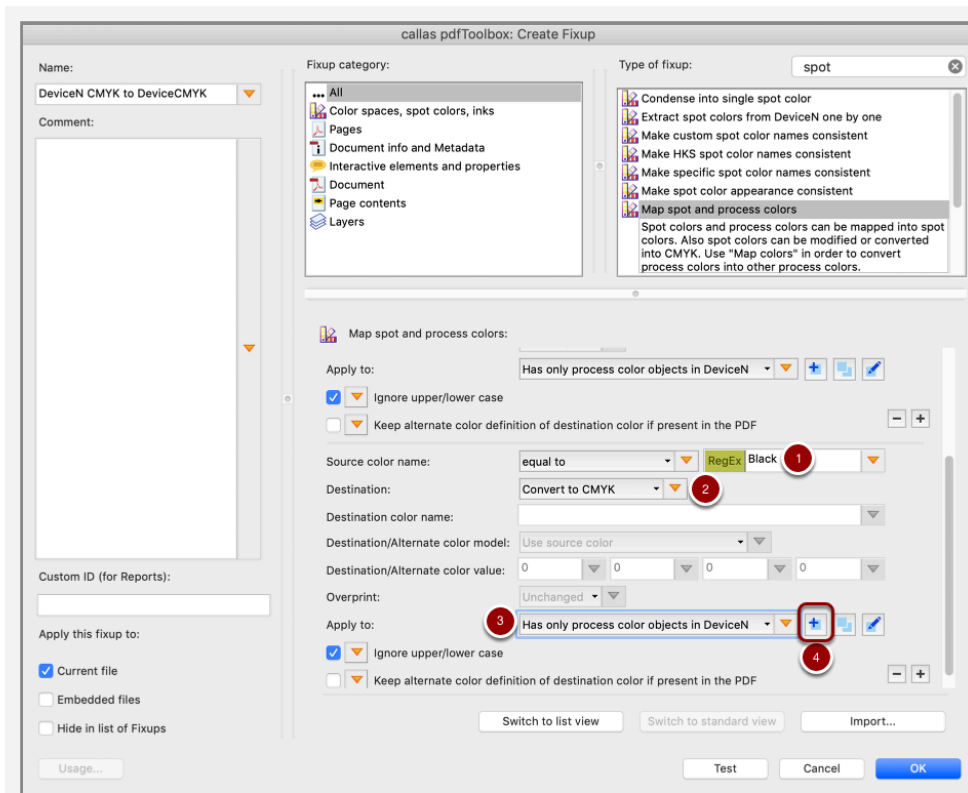 callas pdfToolbox: Create Fixup
Name:
DeviceN CMYK to DeviceCMYK
Comment:
Custom ID (for Reports):
Apply this fixup to:
Current file
Embedded files
Hide in list of Fixups
Usage...
Fixup category:
... All
Color spaces, spot colors, inks
Pages
Document info and Metadata
Interactive elements and properties
Document
Page contents
Layers
Type of fixup:
spot
Condense into single spot color
Extract spot colors from DeviceN one by one
Make custom spot color names consistent
Make HKS spot color names consistent
Make specific spot color names consistent
Make spot color appearance consistent
Map spot and process colors
Spot colors and process colors can be mapped into spot
colors. Also spot colors can be modified or converted
into CMYK. Use "Map colors" in order to convert
process colors into other process colors.
Map spot and process colors:
Apply to: Has only process color objects in DeviceN
Ignore upper/lower case
Keep alternate color definition of destination color if present in the PDF
Source color name: equal to RegEx Black 1
Destination: Convert to CMYK 2
Destination color name:
Destination/Alternate color model: Use source color
Destination/Alternate color value: 0 0 0 0
Overprint: Unchanged
Apply to: 3 Has only process color objects in DeviceN
4
Ignore upper/lower case
Keep alternate color definition of destination color if present in the PDF
Switch to list view Switch to standard view Import...
Test Cancel OK